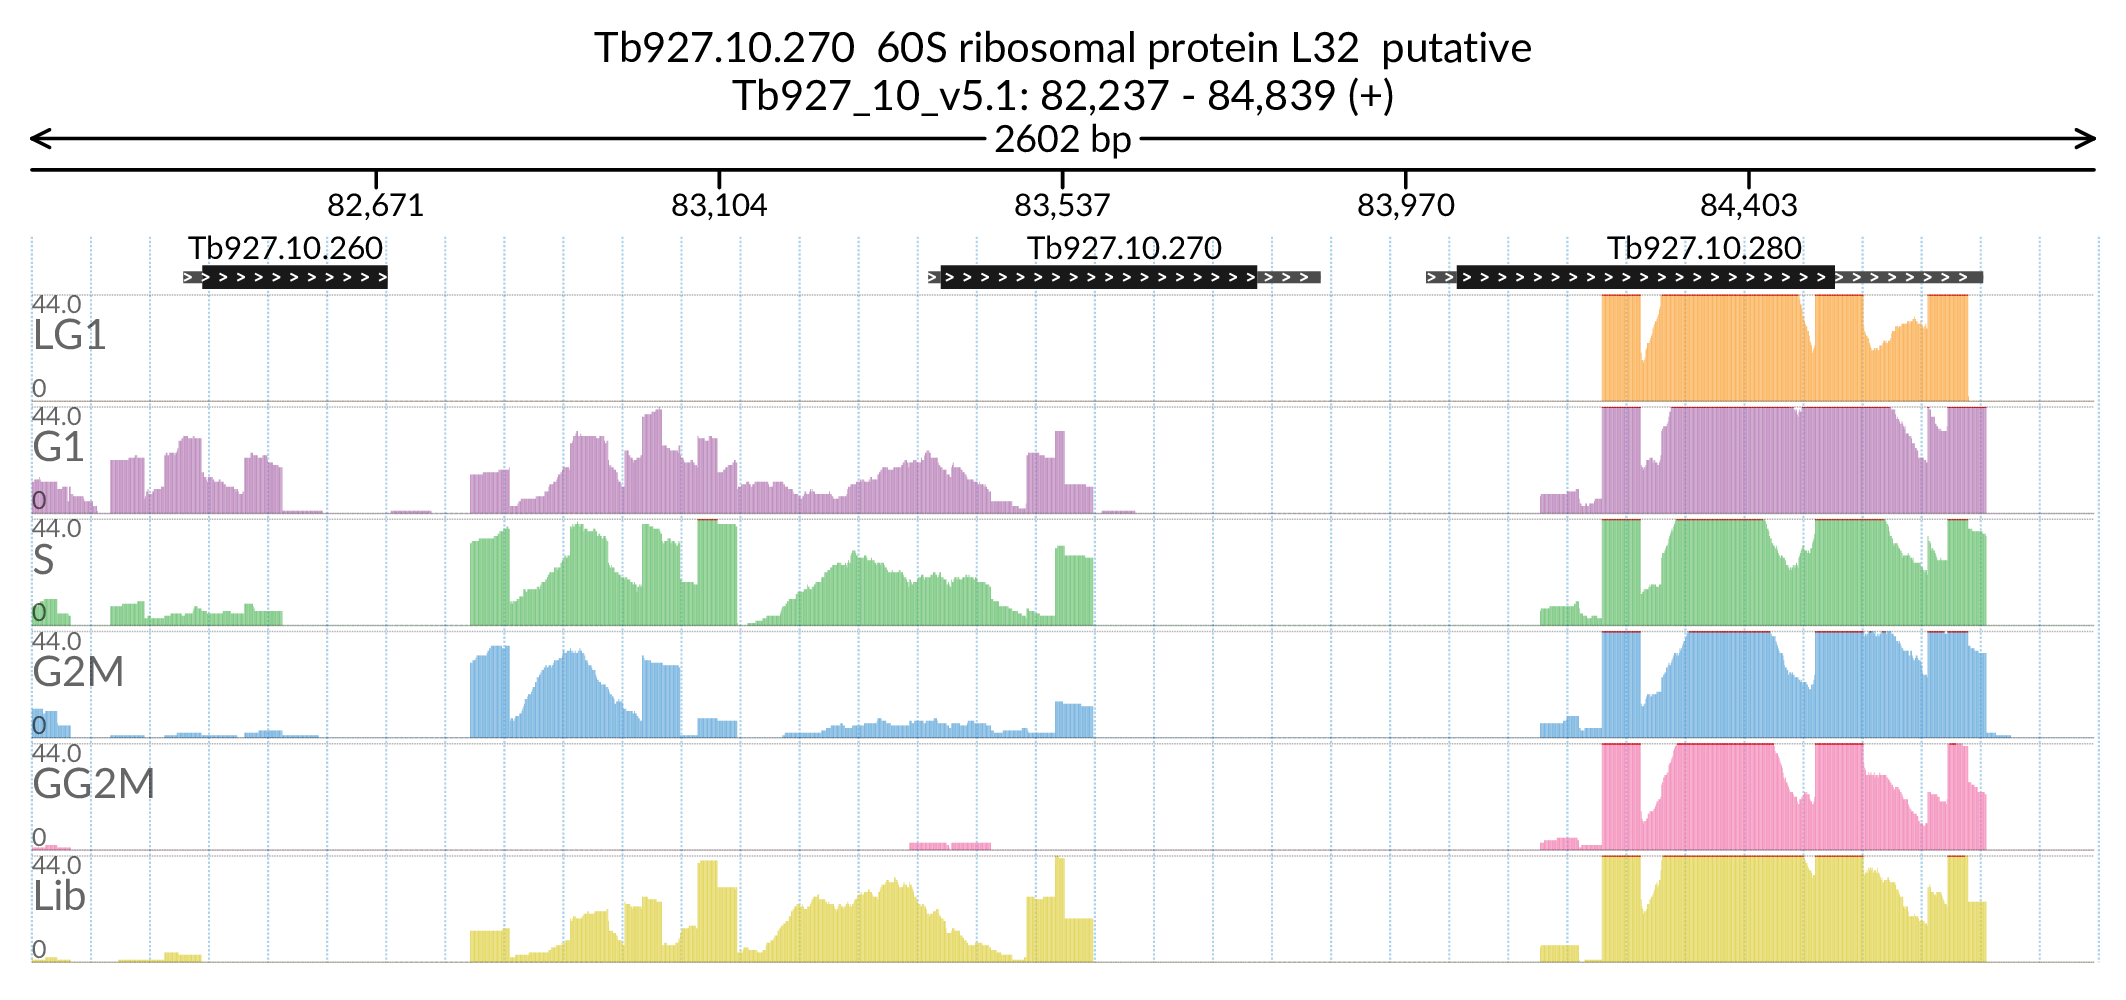 Tb927.10.270  60S ribosomal protein L32  putative
Tb927_10_v5.1: 82,237 - 84,839 (+)
2602 bp
82,671 83,104 83,537 83,970 84,403
Tb927.10.260 Tb927.10.270 Tb927.10.280
44.0
LG1
0
44.0
G1
0
44.0
S
0
44.0
G2M
0
44.0
GG2M
0
44.0
Lib
0